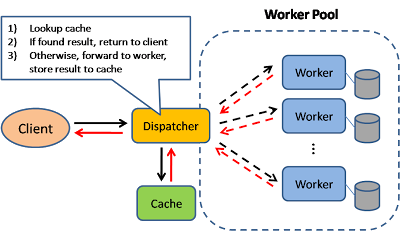 Worker Pool
1) Lookup cache
2) If found result, return to client
3) Otherwise, forward to worker,
store result to cache
Worker
Client
Dispatcher
Worker
...
Cache
Worker